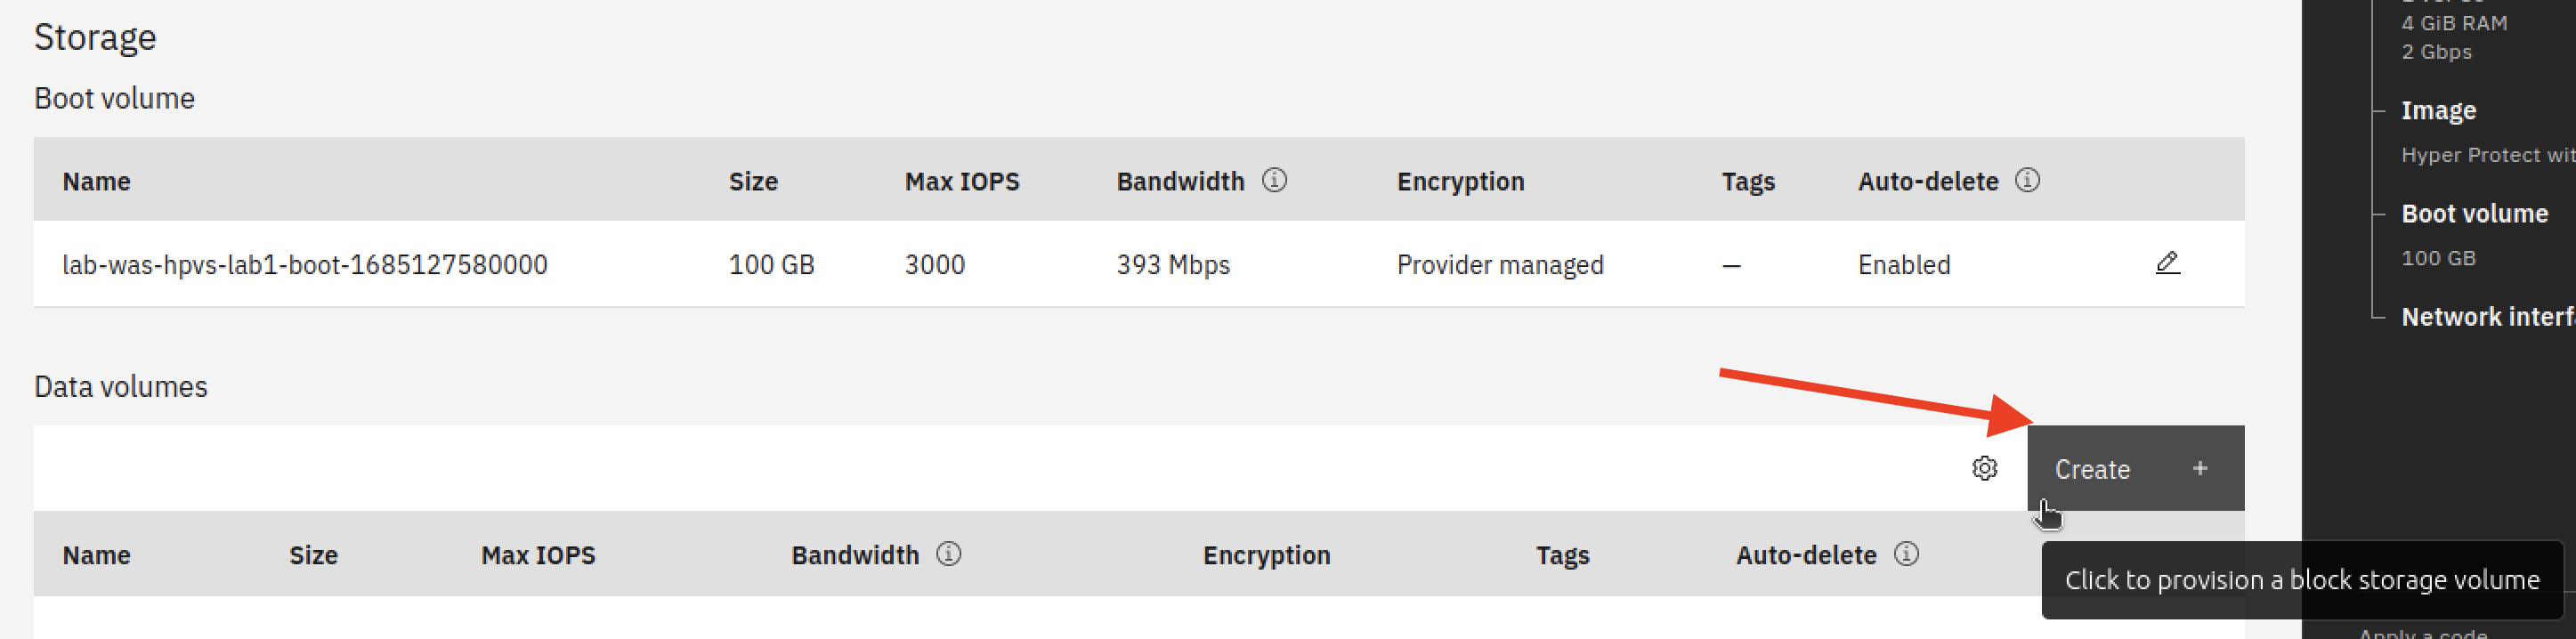 Storage
Boot volume
Name Size Max IOPS Bandwidth Encryption Tags Auto-delete
lab-was-hpvs-lab1-boot-1685127580000 100 GB 3000 393 Mbps Provider managed – Enabled
Data volumes
Create +
Name Size Max IOPS Bandwidth Encryption Tags Auto-delete
Click to provision a block storage volume
4 GiB RAM
2 Gbps
Image
Hyper Protect wit
Boot volume
100 GB
Network interf
Apply a code